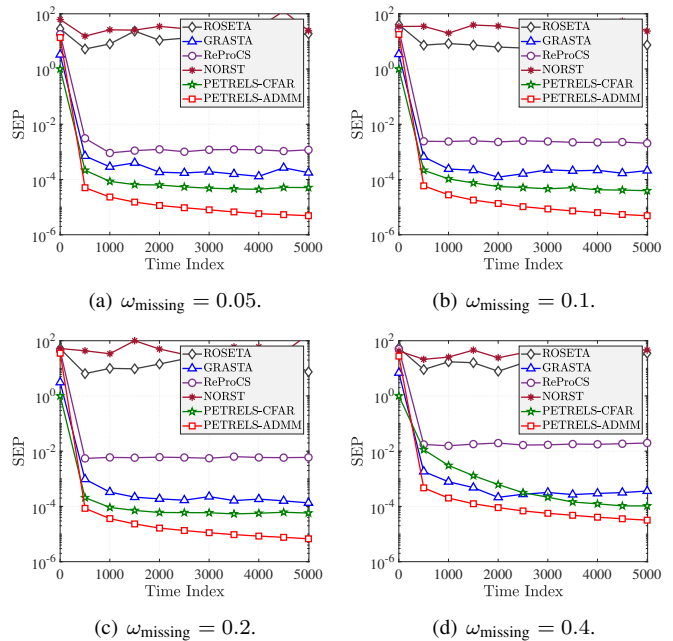 10^2
10^0
10^-2
10^-4
10^-6
SEP
0 1000 2000 3000 4000 5000
Time Index
ROSETA
GRASTA
ReProCS
NORST
PETRELS-CFAR
PETRELS-ADMM
(a) ω_missing = 0.05.
10^2
10^0
10^-2
10^-4
10^-6
SEP
0 1000 2000 3000 4000 5000
Time Index
ROSETA
GRASTA
ReProCS
NORST
PETRELS-CFAR
PETRELS-ADMM
(b) ω_missing = 0.1.
10^2
10^0
10^-2
10^-4
10^-6
SEP
0 1000 2000 3000 4000 5000
Time Index
ROSETA
GRASTA
ReProCS
NORST
PETRELS-CFAR
PETRELS-ADMM
(c) ω_missing = 0.2.
10^2
10^0
10^-2
10^-4
10^-6
SEP
0 1000 2000 3000 4000 5000
Time Index
ROSETA
GRASTA
ReProCS
NORST
PETRELS-CFAR
PETRELS-ADMM
(d) ω_missing = 0.4.